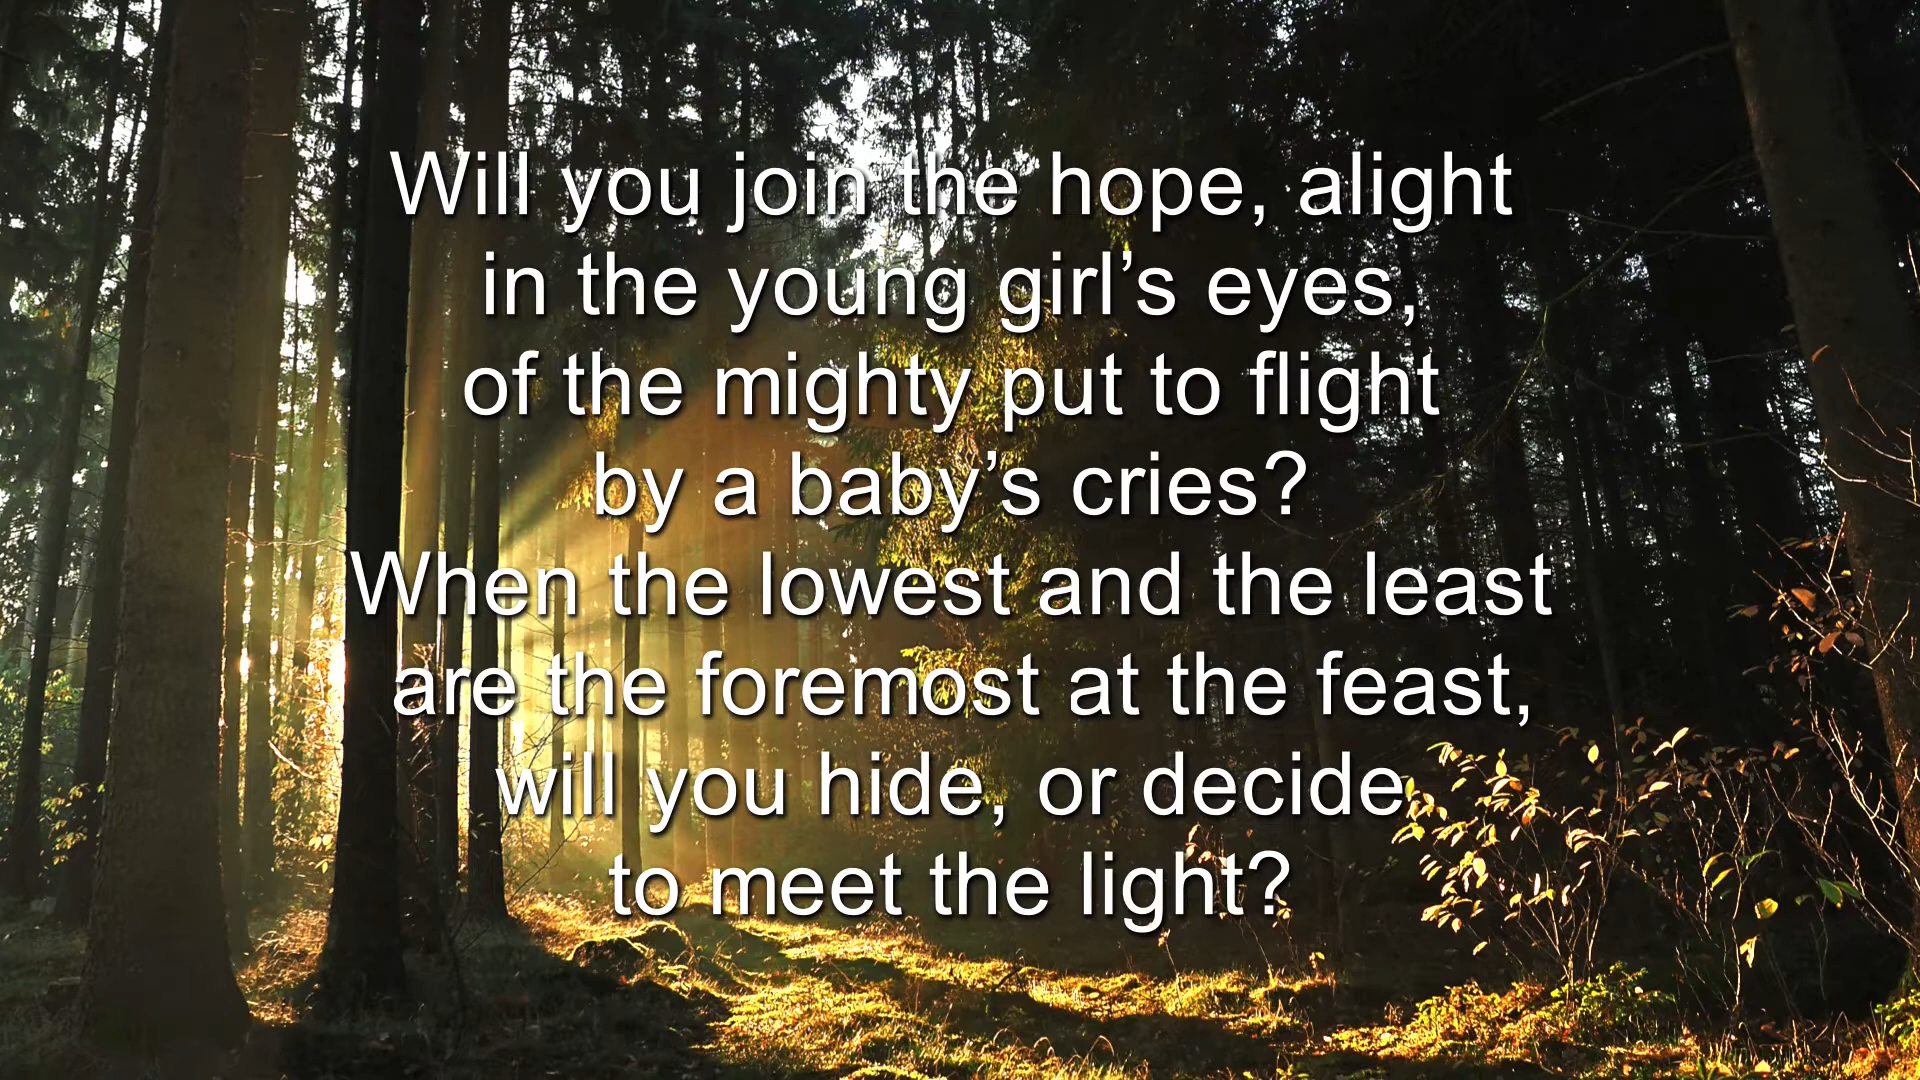 Will you join the hope, alight
in the young girl’s eyes,
of the mighty put to flight
by a baby’s cries?
When the lowest and the least
are the foremost at the feast,
will you hide, or decide
to meet the light?